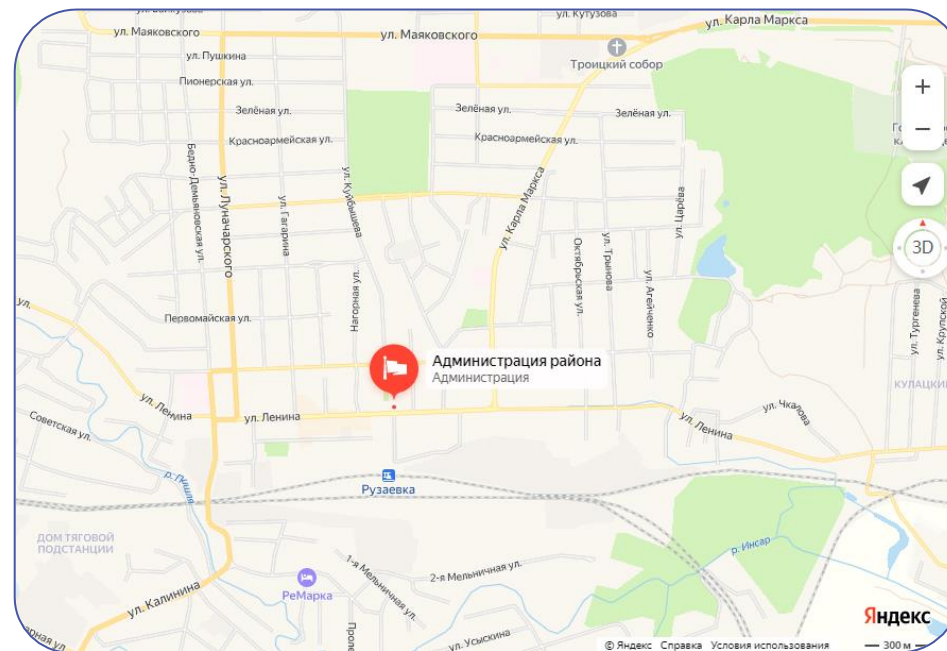 ул. Кутузова
ул. Карла Маркса
ул. Маяковского
ул. Маяковского
Троицкий собор
ул. Пушкина
Пионерская ул.
Зелёная ул.
Зелёная ул.
Зелёная ул.
Красноармейская ул.
Красноармейская ул.
Бедно-Демьяновская ул.
ул. Луначарского
ул. Гагарина
ул. Куйбышева
ул. Карла Маркса
ул. Царёва
Октябрьская ул.
ул. Трынова
ул. Агейченко
3D
Нагорная ул.
Первомайская ул.
ул. Тургенева
ул. Крупской
ул.
Администрация района
Администрация
КУЛАЦКИЙ
ул. Ленина
ул. Ленина
ул. Ленина
ул. Чкалова
Советская ул.
р. Пишля
Рузаевка
ДОМ ТЯГОВОЙ
ПОДСТАНЦИИ
р. Инсар
1-я Мельничная ул.
2-я Мельничная ул.
РеМарка
ул. Калинина
ул. Усыскина
Яндекс
© Яндекс Справка Условия использования
300 м